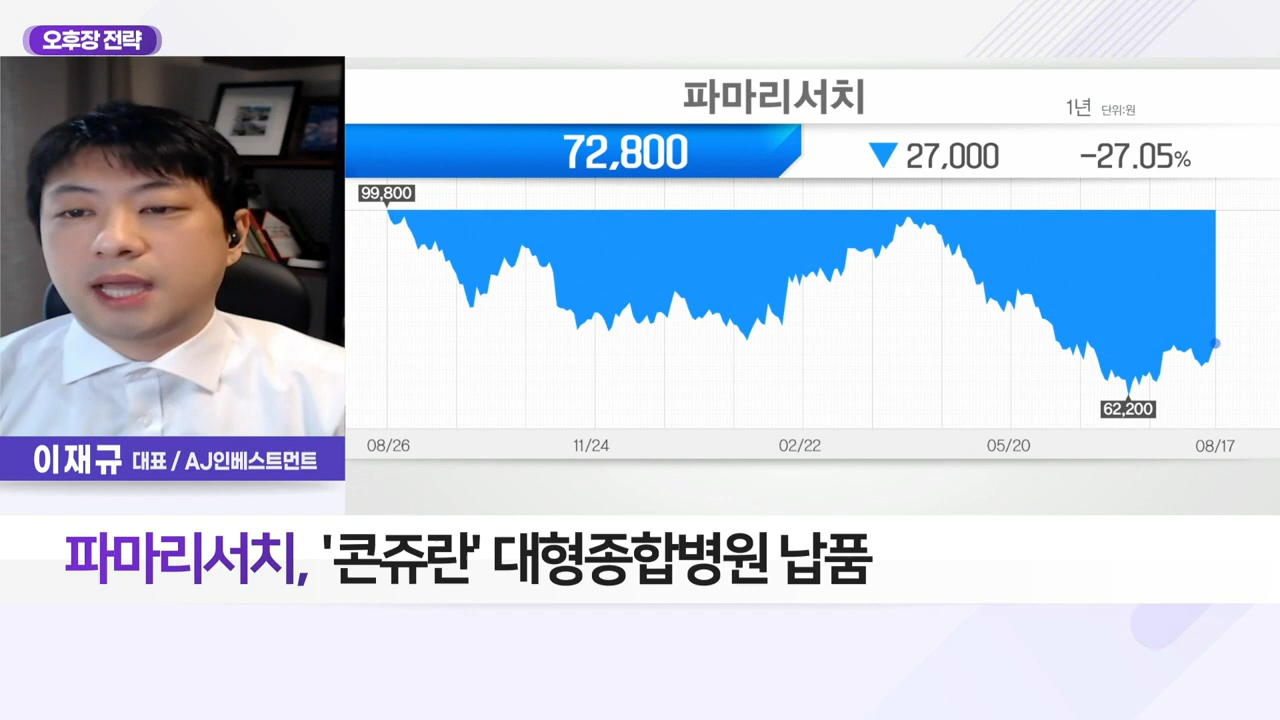 오후장 전략
파마리서치
1년 단위:원
72,800 ▼ 27,000 -27.05%
99,800
62,200
08/26 11/24 02/22 05/20 08/17
이재규 대표 / AJ인베스트먼트
파마리서치, '콘쥬란' 대형종합병원 납품